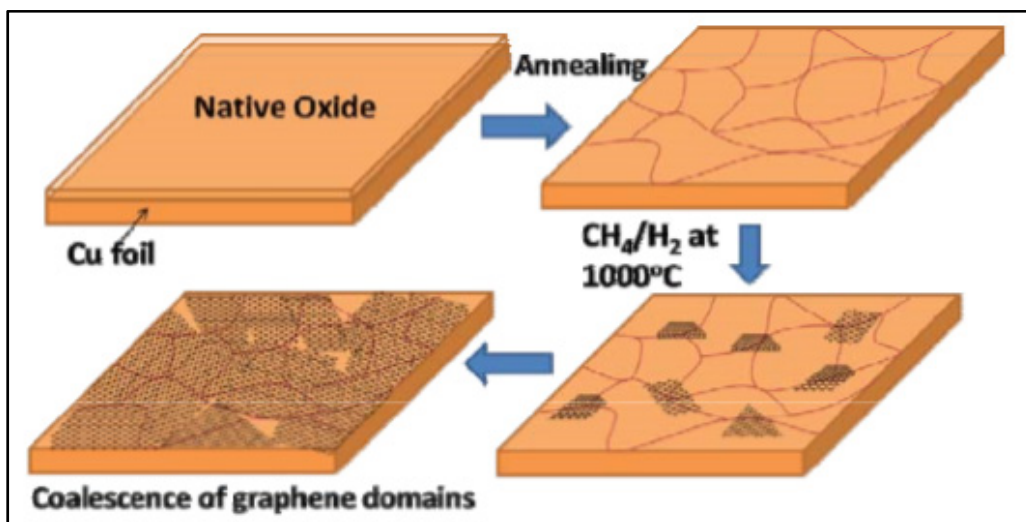 Native Oxide
Cu foil
Annealing
CH₄/H₂ at
1000°C
Coalescence of graphene domains